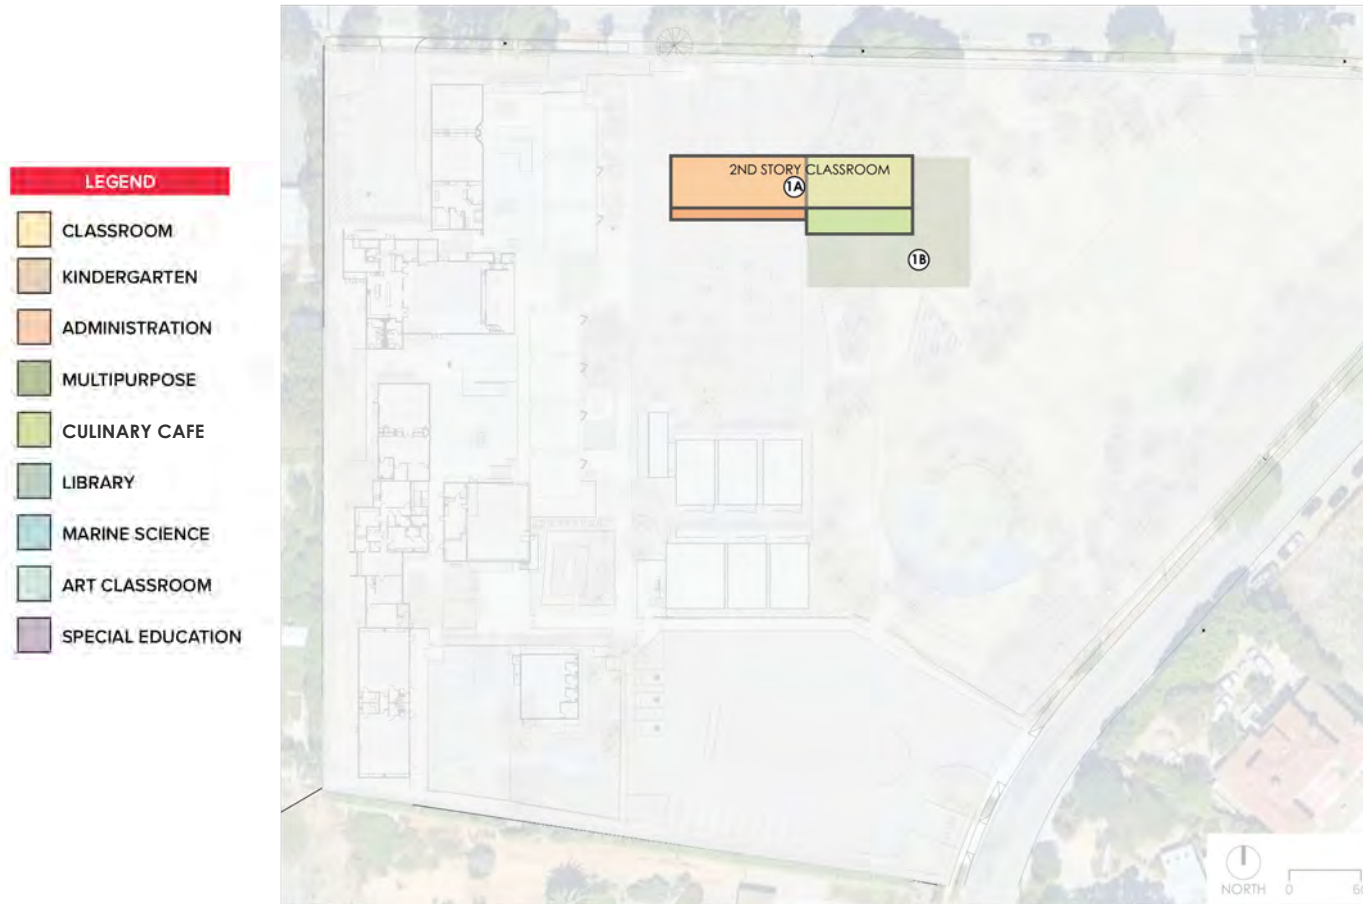 LEGEND
CLASSROOM
KINDERGARTEN
ADMINISTRATION
MULTIPURPOSE
CULINARY CAFE
LIBRARY
MARINE SCIENCE
ART CLASSROOM
SPECIAL EDUCATION
2ND STORY CLASSROOM
1A
1B
NORTH
0